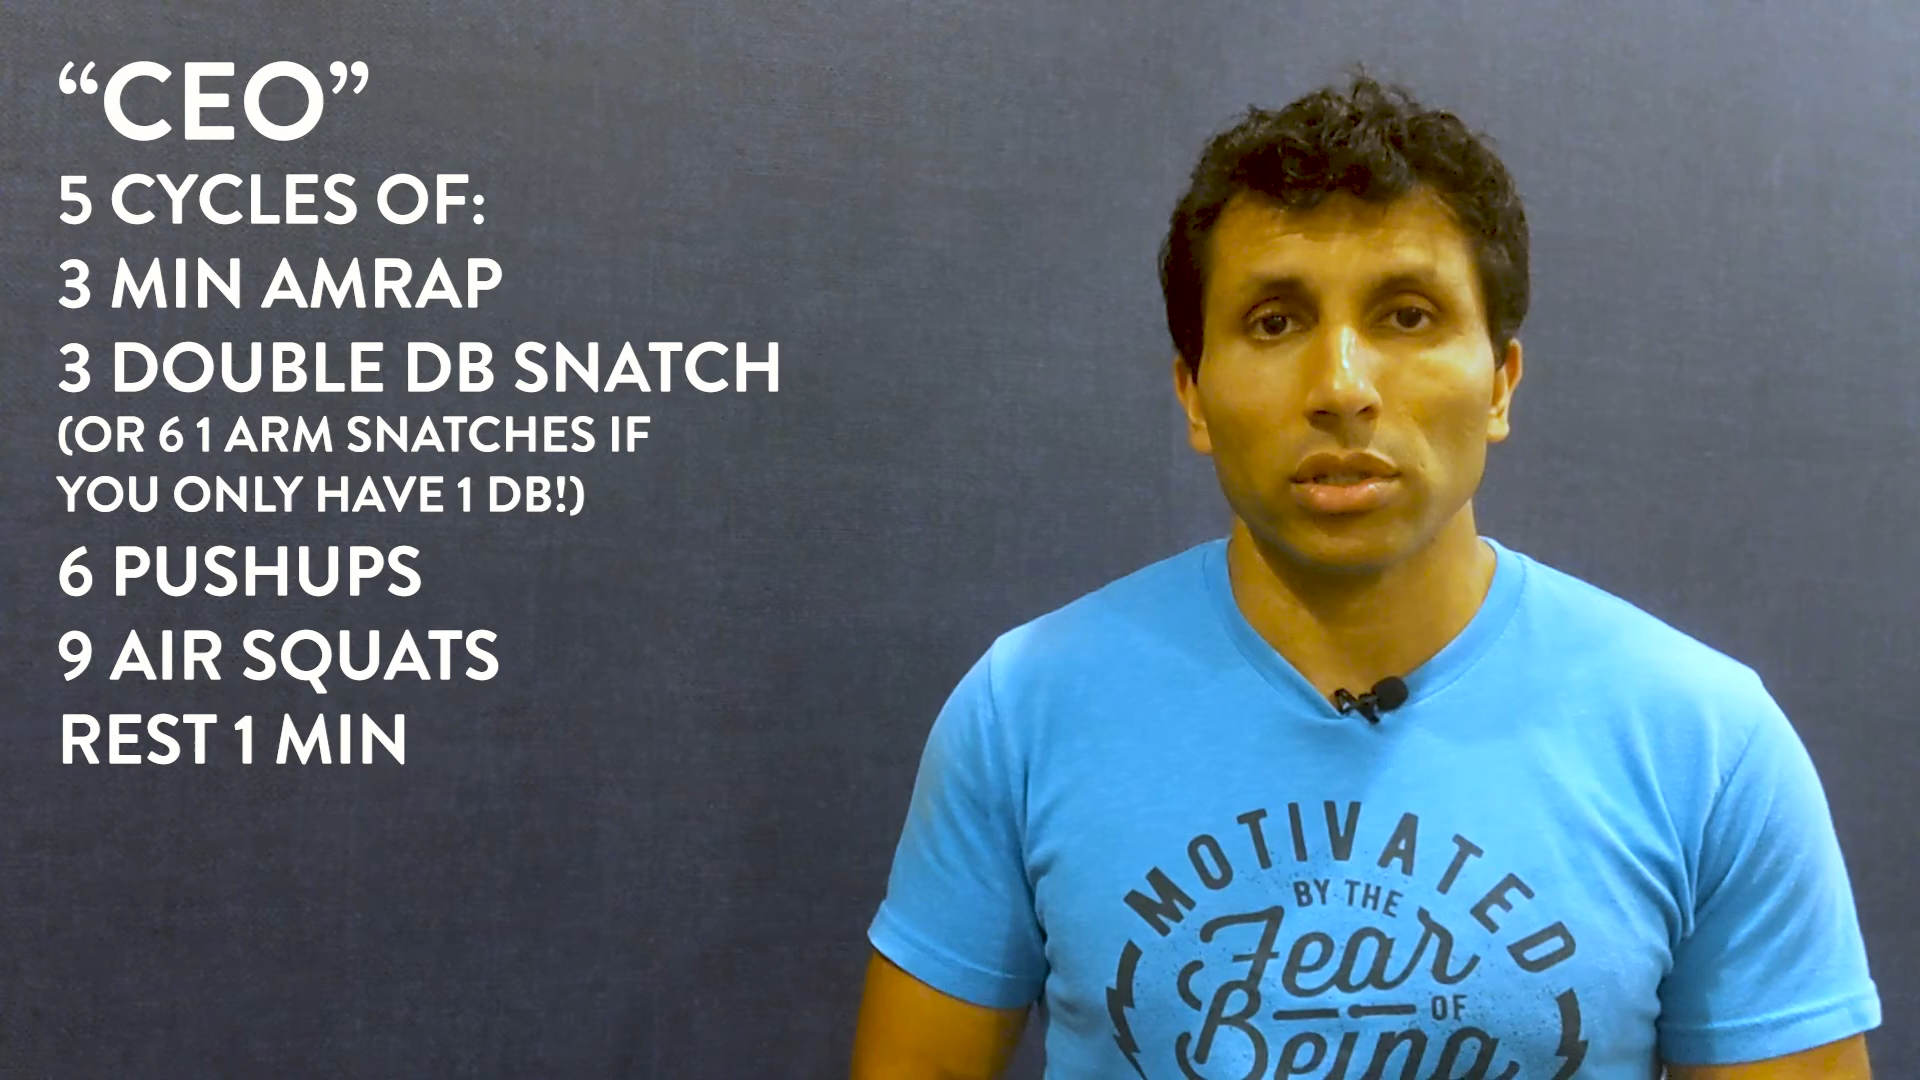 “CEO”
5 CYCLES OF:
3 MIN AMRAP
3 DOUBLE DB SNATCH
(OR 6 1 ARM SNATCHES IF
YOU ONLY HAVE 1 DB!)
6 PUSHUPS
9 AIR SQUATS
REST 1 MIN
MOTIVATED
BY THE
Fear
OF
Being